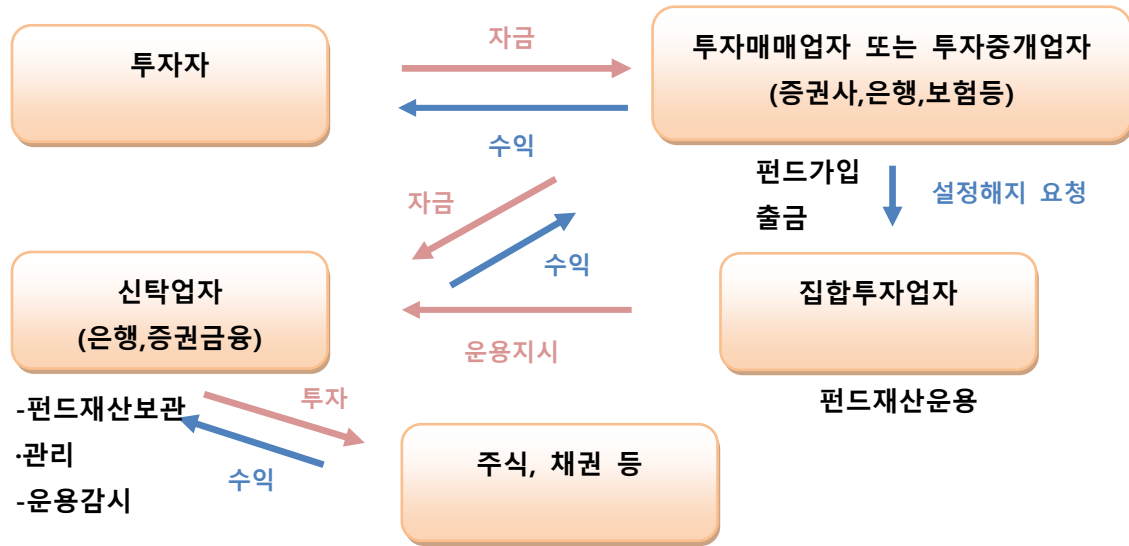 투자자
자금
수익
투자매매업자 또는 투자중개업자
(증권사,은행,보험등)
펀드가입
출금
설정해지 요청
자금
수익
신탁업자
(은행,증권금융)
운용지시
집합투자업자
펀드재산운용
-펀드재산보관
·관리
-운용감시
투자
수익
주식, 채권 등